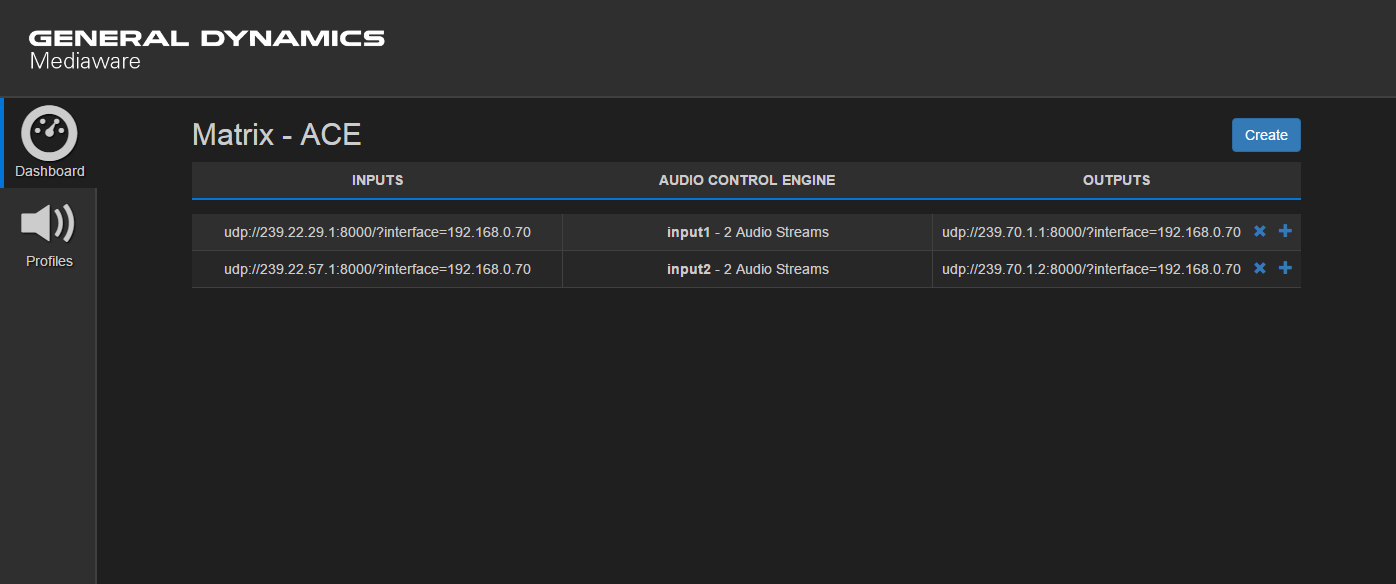 GENERAL DYNAMICS
Mediaware
Dashboard
Profiles
Matrix - ACE
Create
INPUTS AUDIO CONTROL ENGINE OUTPUTS
udp://239.22.29.1:8000/?interface=192.168.0.70 input1 - 2 Audio Streams udp://239.70.1.1:8000/?interface=192.168.0.70
udp://239.22.57.1:8000/?interface=192.168.0.70 input2 - 2 Audio Streams udp://239.70.1.2:8000/?interface=192.168.0.70